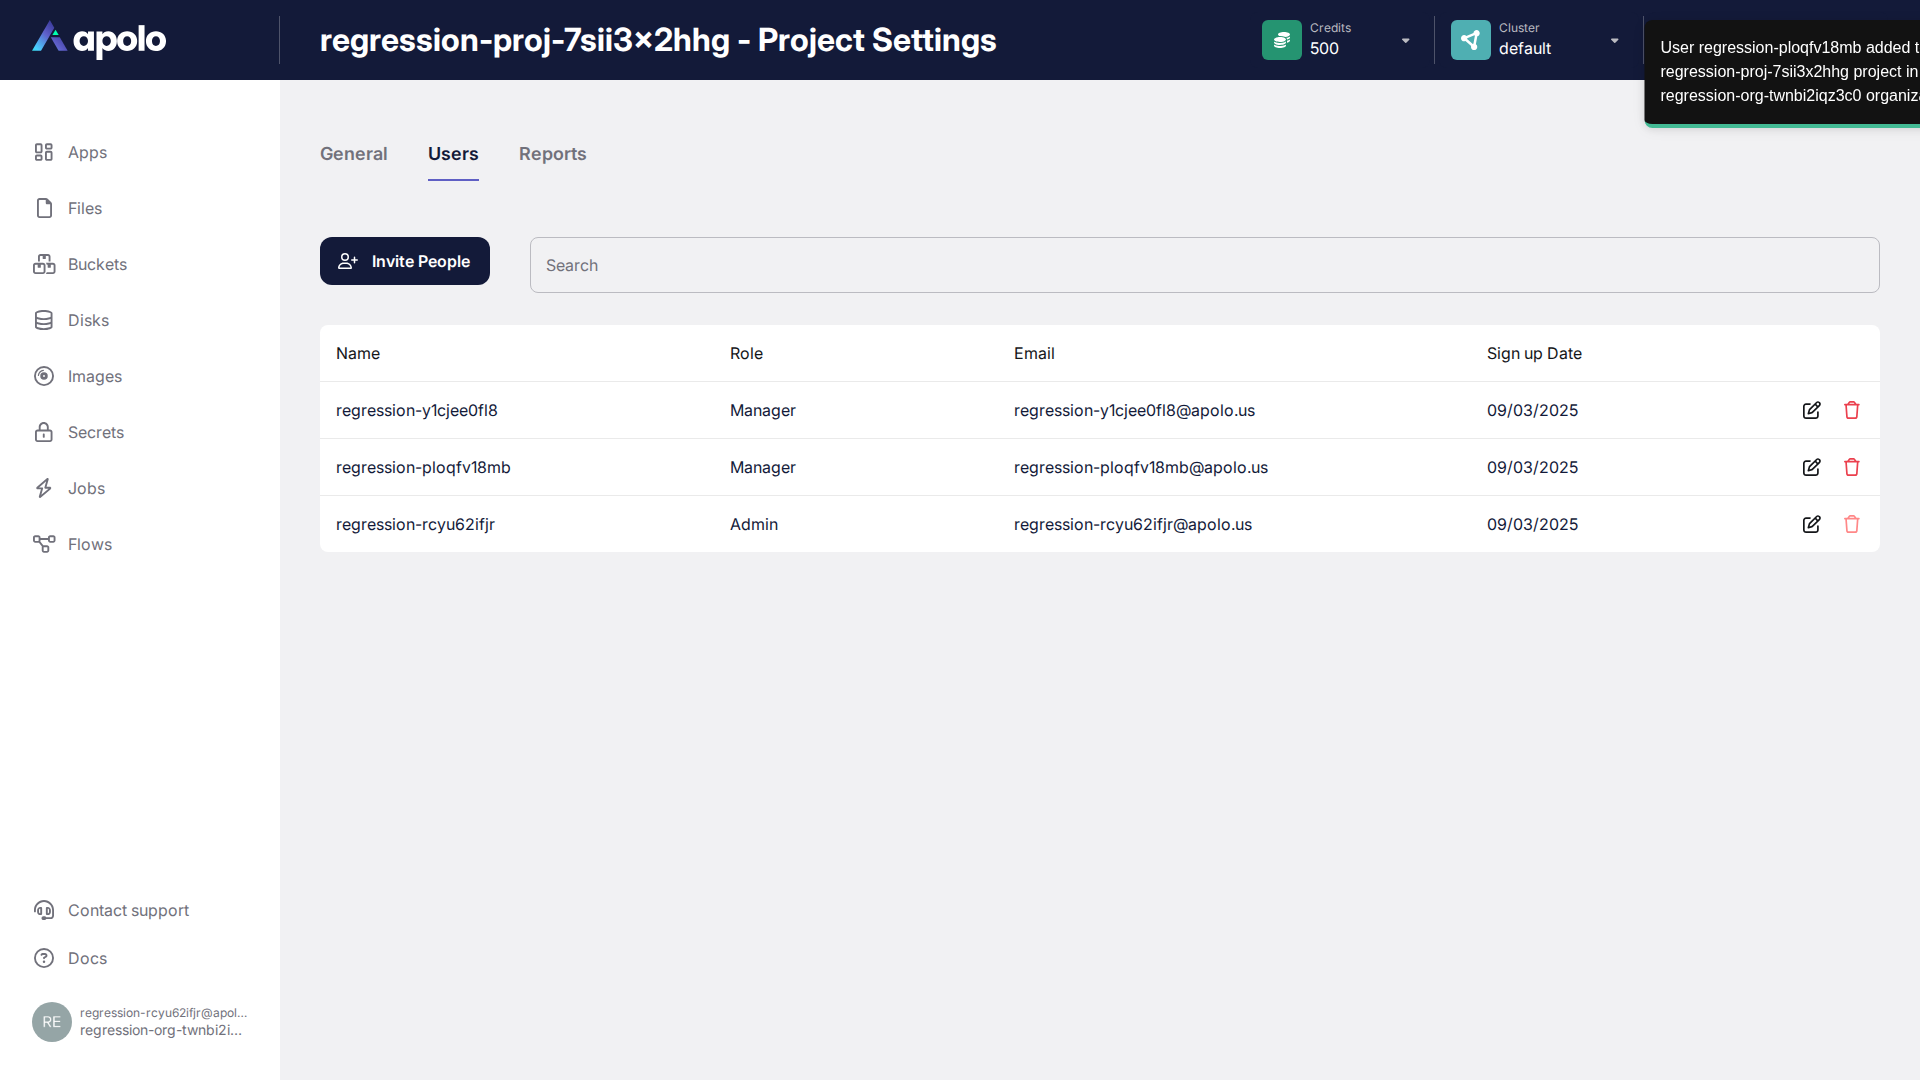 apolo
regression-proj-7sii3x2hhg - Project Settings
Credits
500
Cluster
default
User regression-ploqfv18mb added
regression-proj-7sii3x2hhg project in
regression-org-twnbi2iqz3c0
Apps
Files
Buckets
Disks
Images
Secrets
Jobs
Flows
General Users Reports
Invite People
Search
Name Role Email Sign up Date
regression-y1cjee0fl8 Manager regression-y1cjee0fl8@apolo.us 09/03/2025
regression-ploqfv18mb Manager regression-ploqfv18mb@apolo.us 09/03/2025
regression-rcyu62ifjr Admin regression-rcyu62ifjr@apolo.us 09/03/2025
Contact support
Docs
RE
regression-rcyu62ifjr@apol...
regression-org-twnbi2i...